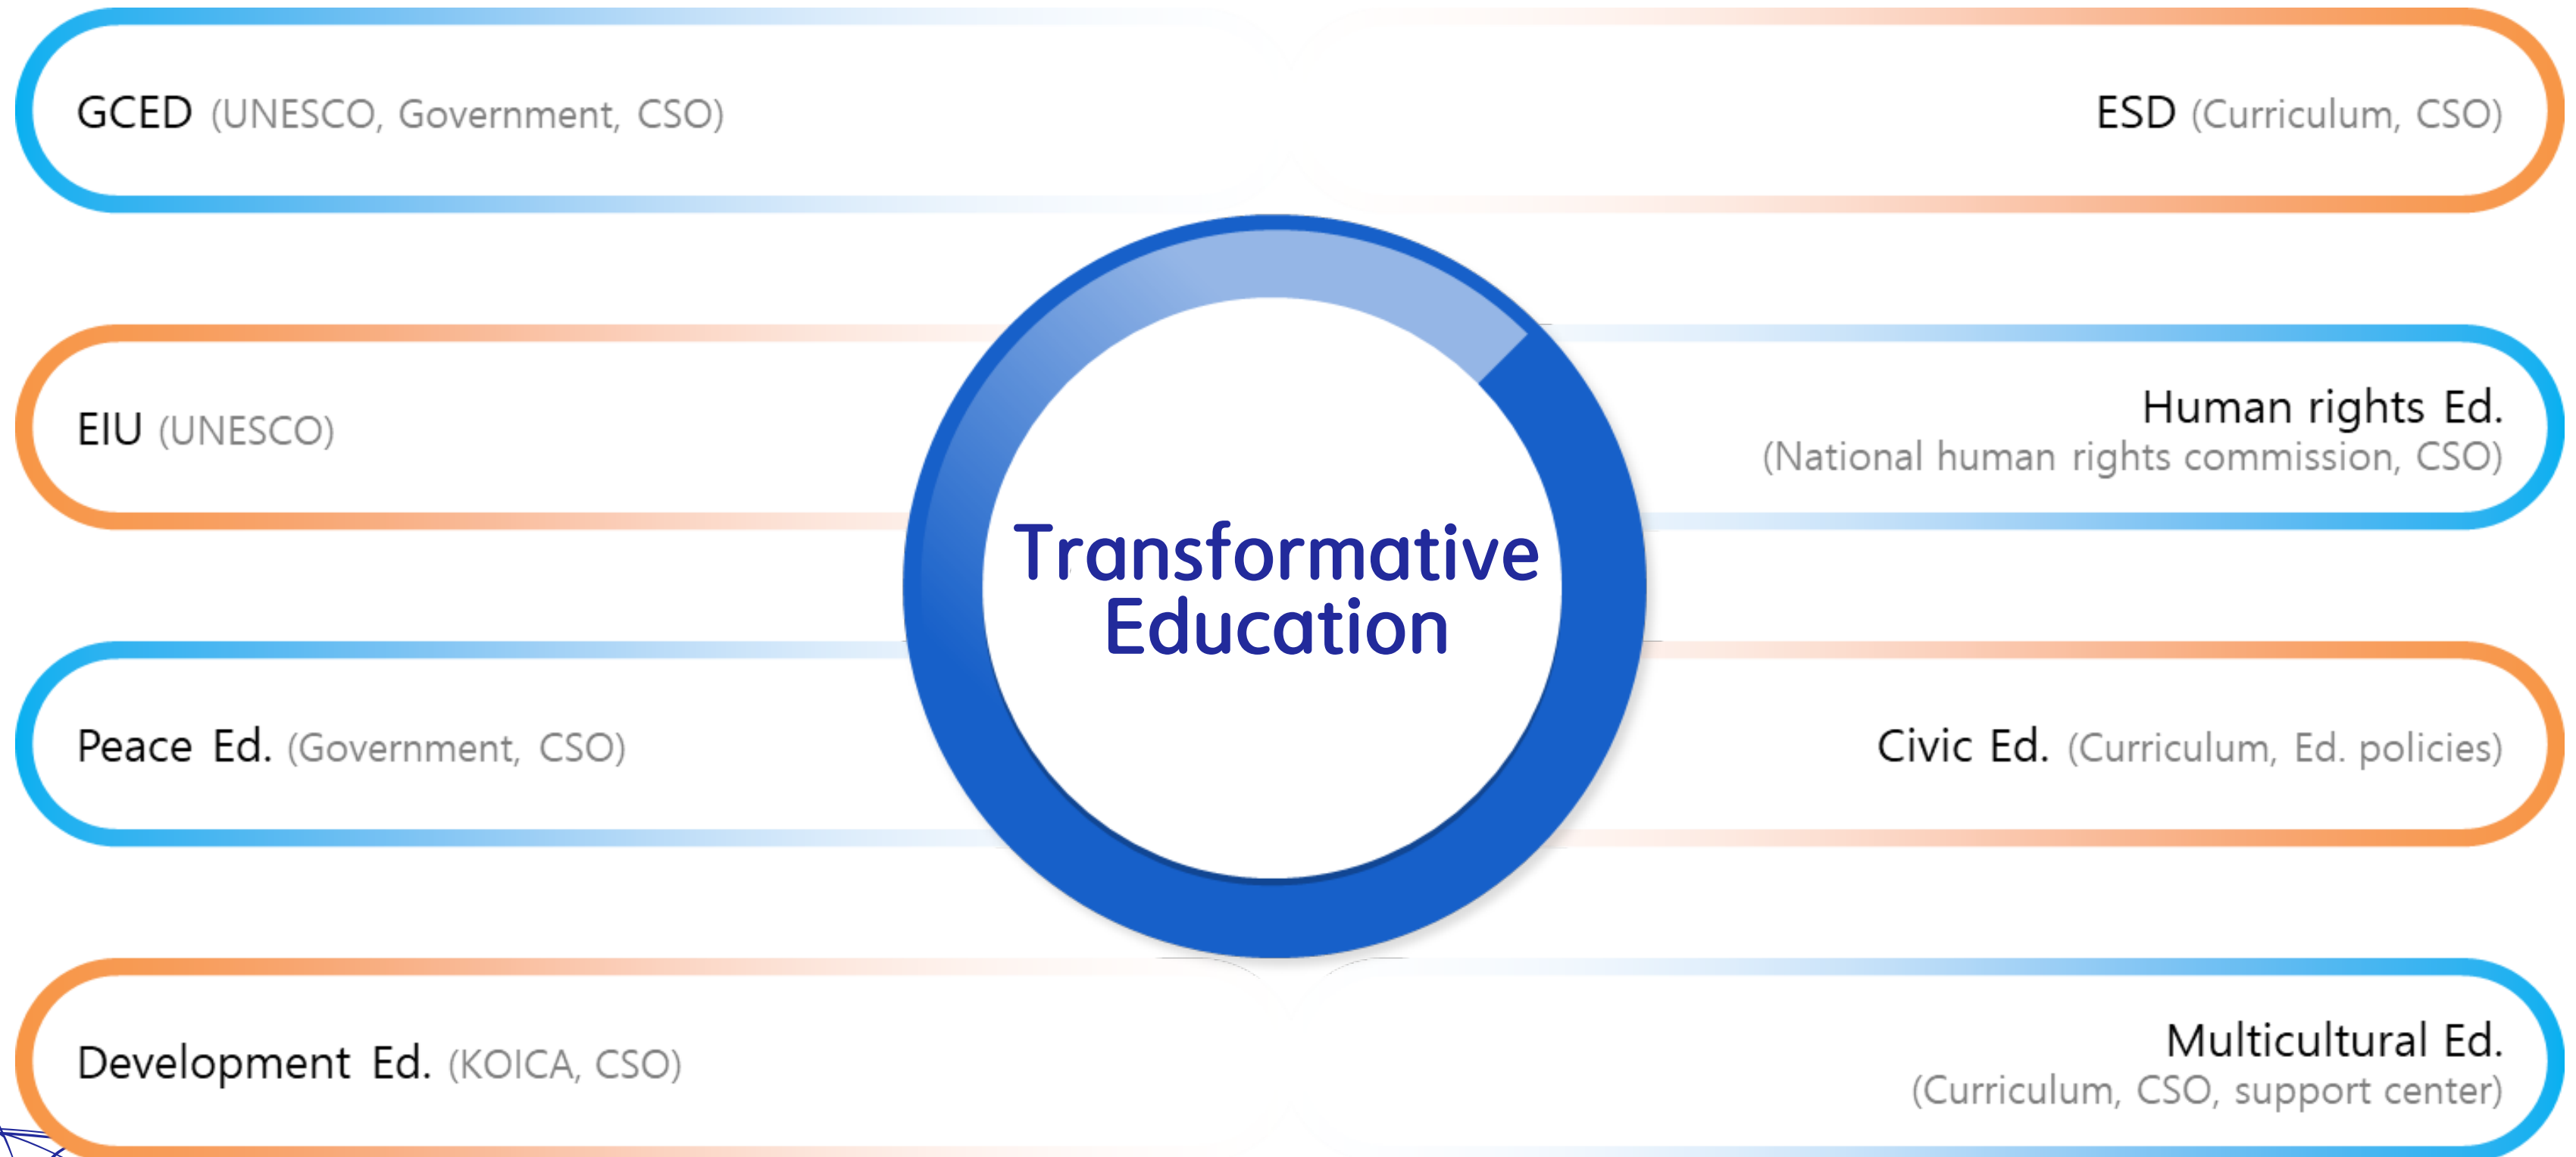 GCED (UNESCO, Government, CSO)
ESD (Curriculum, CSO)
EIU (UNESCO)
Human rights Ed.
(National human rights commission, CSO)
Transformative
Education
Peace Ed. (Government, CSO)
Civic Ed. (Curriculum, Ed. policies)
Development Ed. (KOICA, CSO)
Multicultural Ed.
(Curriculum, CSO, support center)